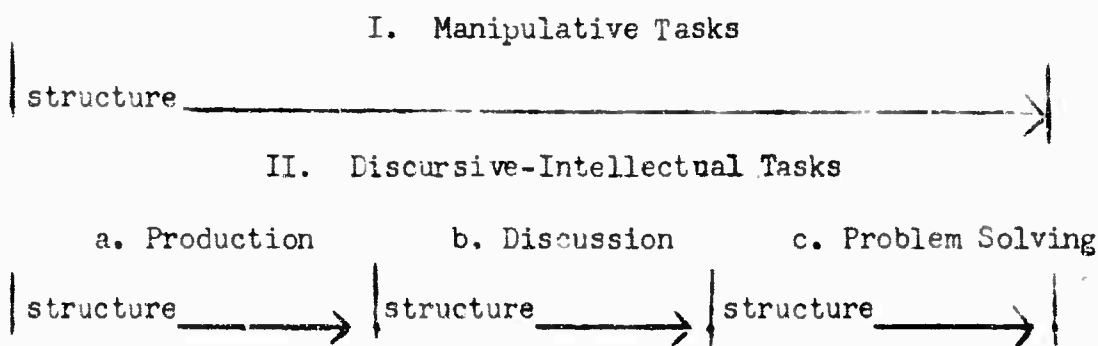 I. Manipulative Tasks
structure
II. Discursive-Intellectual Tasks
a. Production b. Discussion c. Problem Solving
structure structure structure